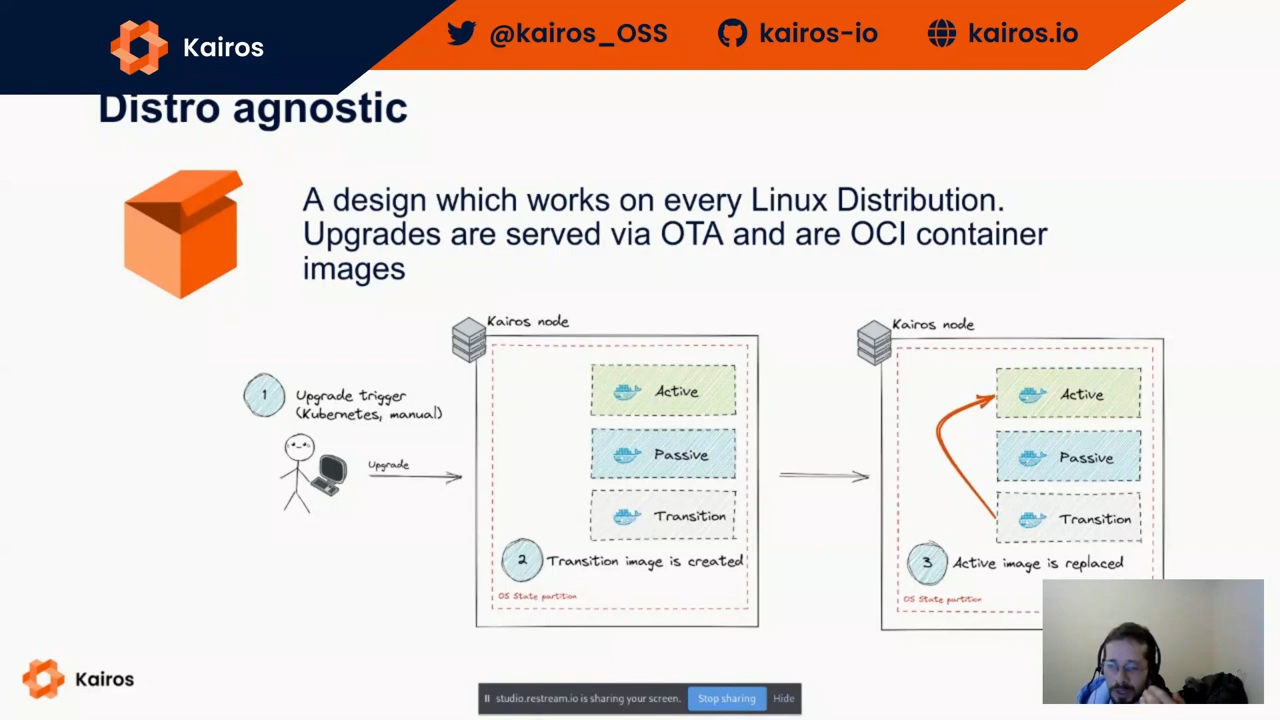 Kairos
@kairos_OSS
kairos-io
kairos.io
Distro agnostic
A design which works on every Linux Distribution.
Upgrades are served via OTA and are OCI container
images
Kairos node
Kairos node
1
Upgrade trigger
(Kubernetes, manual)
Upgrade
Active
Passive
Transition
2
Transition image is created
OS State partition
Active
Passive
Transition
3
Active image is replaced
OS State partition
Kairos
studio.restream.io is sharing your screen.
Stop sharing
Hide